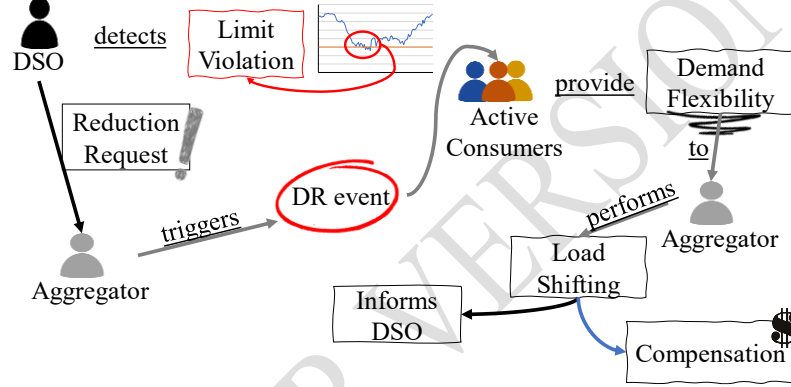 DSO
detects
Limit
Violation
Reduction
Request
Aggregator
triggers
DR event
Active
Consumers
provide
Demand
Flexibility
to
Aggregator
performs
Load
Shifting
Informs
DSO
Compensation
$
VERSION